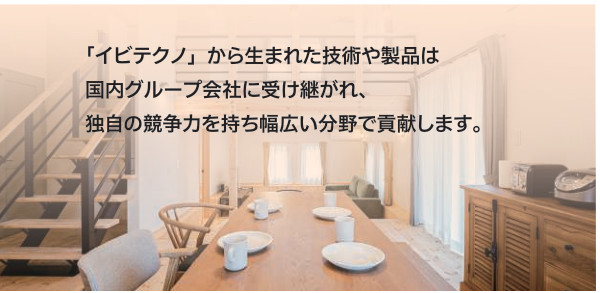 「イビテクノ」から生まれた技術や製品は
国内グループ会社に受け継がれ、
独自の競争力を持ち幅広い分野で貢献します。